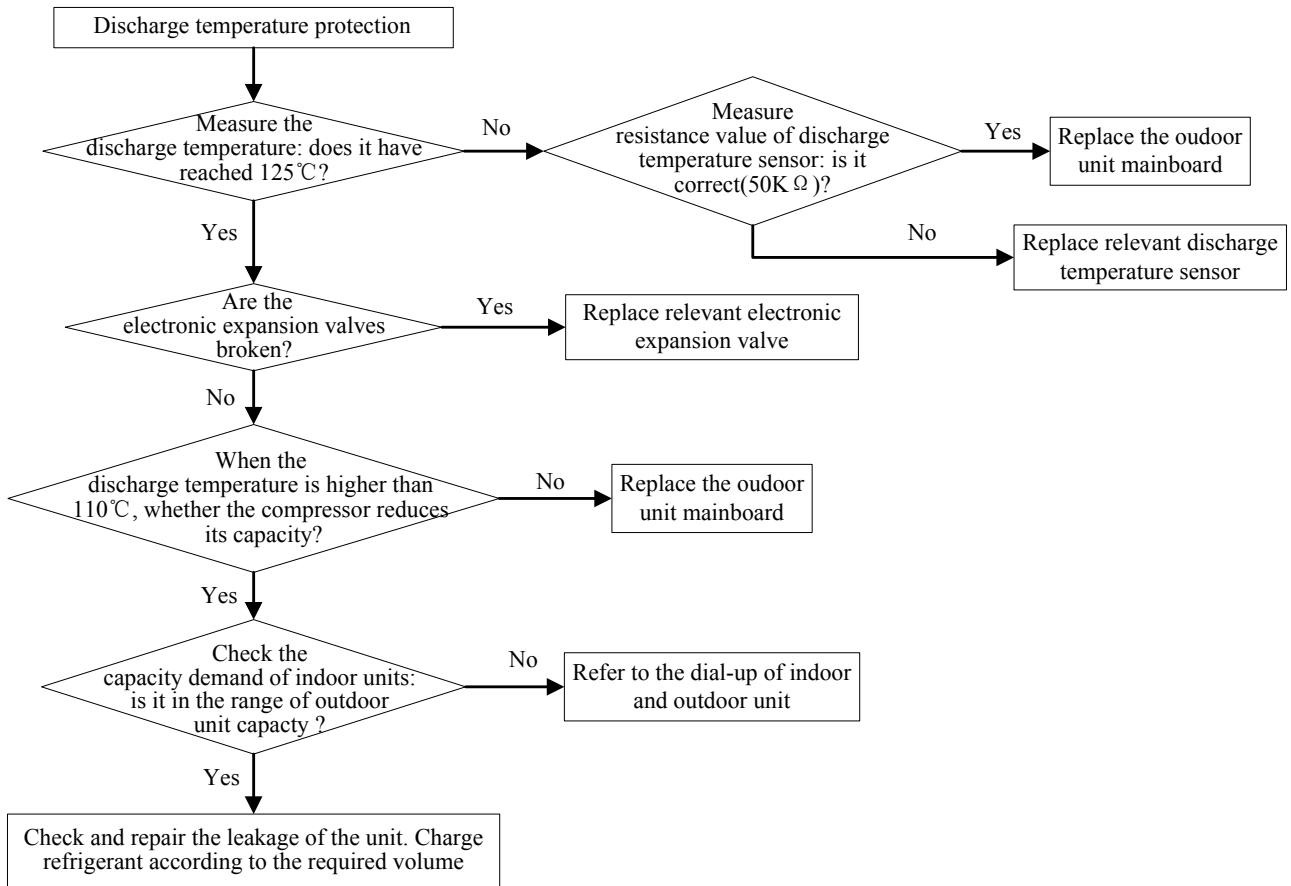 Discharge temperature protection
Measure the
discharge temperature: does it have
reached 125℃?
No
Measure
resistance value of discharge
temperature sensor: is it
correct(50KΩ)?
Yes
Replace the oudoor
unit mainboard
No
Replace relevant discharge
temperature sensor
Yes
Are the
electronic expansion valves
broken?
Yes
Replace relevant electronic
expansion valve
No
When the
discharge temperature is higher than
110℃, whether the compressor reduces
its capacity?
No
Replace the oudoor
unit mainboard
Yes
Check the
capacity demand of indoor units:
is it in the range of outdoor
unit capacty ?
No
Refer to the dial-up of indoor
and outdoor unit
Yes
Check and repair the leakage of the unit. Charge
refrigerant according to the required volume